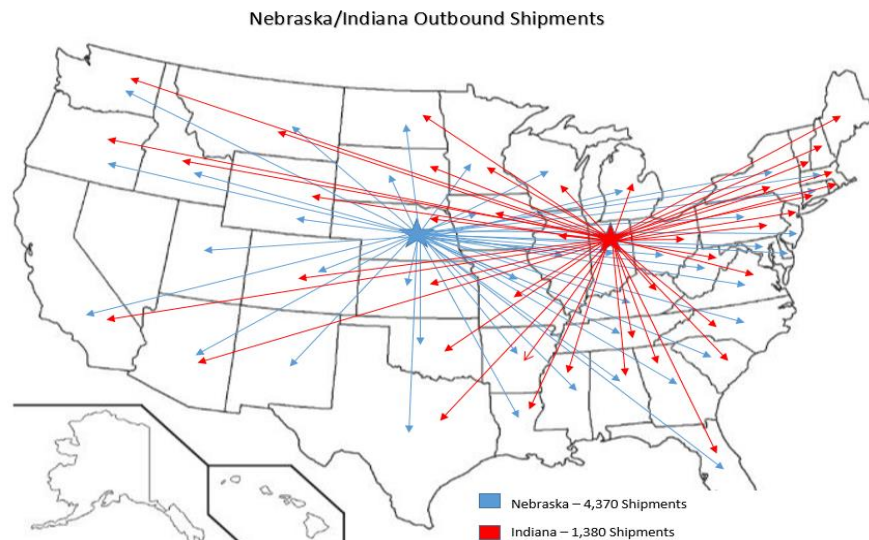 Nebraska/Indiana Outbound Shipments
Nebraska – 4,370 Shipments
Indiana – 1,380 Shipments